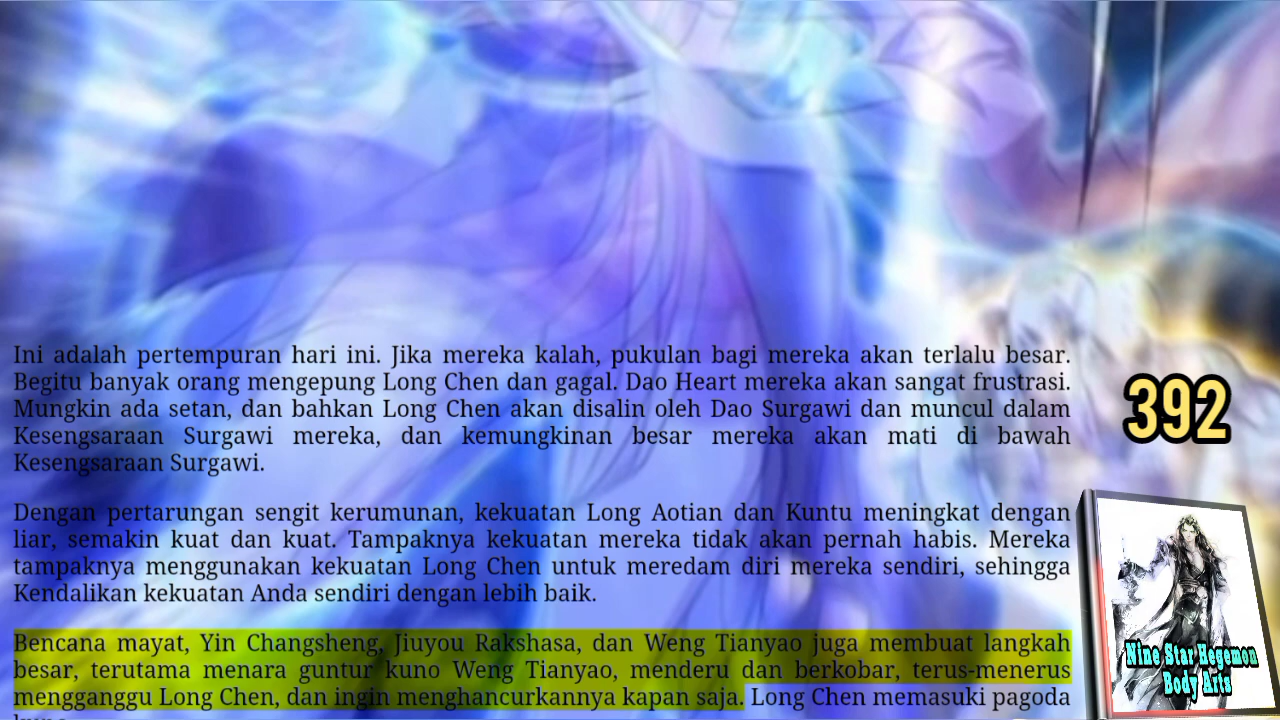 Ini adalah pertempuran hari ini. Jika mereka kalah, pukulan bagi mereka akan terlalu besar.
Begitu banyak orang mengepung Long Chen dan gagal. Dao Heart mereka akan sangat frustrasi.
Mungkin ada setan, dan bahkan Long Chen akan disalin oleh Dao Surgawi dan muncul dalam
Kesengsaraan Surgawi mereka, dan kemungkinan besar mereka akan mati di bawah
Kesengsaraan Surgawi.
Dengan pertarungan sengit kerumunan, kekuatan Long Aotian dan Kuntu meningkat dengan
liar, semakin kuat dan kuat. Tampaknya kekuatan mereka tidak akan pernah habis. Mereka
tampaknya menggunakan kekuatan Long Chen untuk meredam diri mereka sendiri, sehingga
Kendalikan kekuatan Anda sendiri dengan lebih baik.
Bencana mayat, Yin Changsheng, Jiuyou Rakshasa, dan Weng Tianyao juga membuat langkah
besar, terutama menara guntur kuno Weng Tianyao, menderu dan berkobar, terus-menerus
mengganggu Long Chen, dan ingin menghancurkannya kapan saja. Long Chen memasuki pagoda
392
Nine Star Hegemon
Body Arts